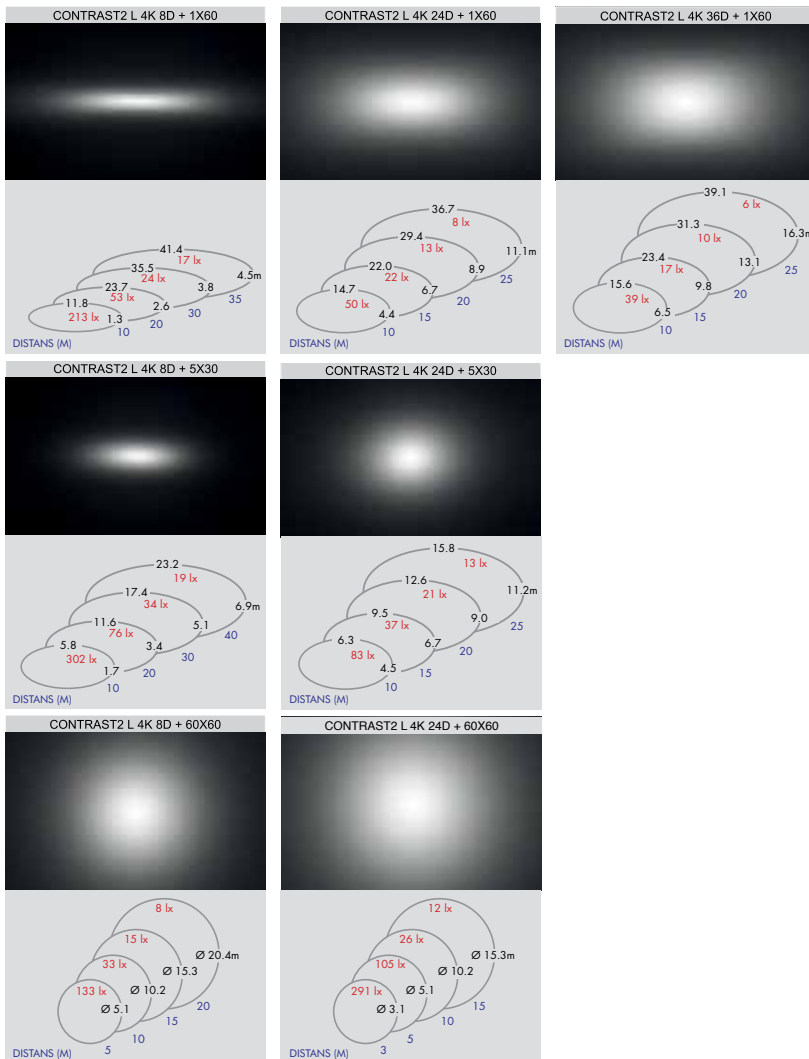 CONTRAST2 L 4K 8D + 1X60
41.4
17 lx
35.5
4.5m
24 lx
23.7
3.8
35
53 lx
11.8
2.6
30
213 lx
1.3
20
10
DISTANS (M)
CONTRAST2 L 4K 24D + 1X60
36.7
8 lx
29.4
13 lx
11.1m
22.0
8.9
25
22 lx
14.7
6.7
20
50 lx
4.4
15
10
DISTANS (M)
CONTRAST2 L 4K 36D + 1X60
39.1
6 lx
31.3
16.3m
10 lx
23.4
13.1
25
17 lx
15.6
9.8
20
39 lx
6.5
15
10
DISTANS (M)
CONTRAST2 L 4K 8D + 5X30
23.2
19 lx
17.4
34 lx
6.9m
11.6
5.1
40
76 lx
5.8
3.4
30
302 lx
1.7
20
10
DISTANS (M)
CONTRAST2 L 4K 24D + 5X30
15.8
13 lx
12.6
21 lx
11.2m
9.5
9.0
25
37 lx
6.3
6.7
20
83 lx
4.5
15
10
DISTANS (M)
CONTRAST2 L 4K 8D + 60X60
8 lx
15 lx
Ø 20.4m
33 lx
Ø 15.3
133 lx
Ø 10.2
20
Ø 5.1
15
10
5
DISTANS (M)
CONTRAST2 L 4K 24D + 60X60
12 lx
26 lx
Ø 15.3m
105 lx
Ø 10.2
291 lx
Ø 5.1
15
Ø 3.1
10
5
3
DISTANS (M)